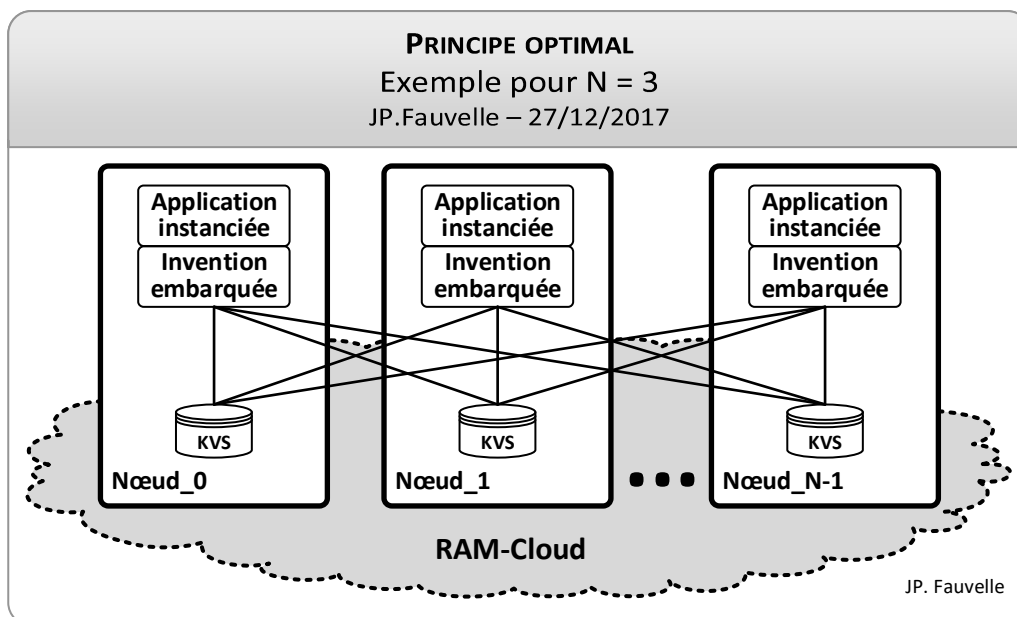 PRINCIPE OPTIMAL
Exemple pour N = 3
JP.Fauvelle – 27/12/2017
Application
instanciée
Invention
embarquée
KVS
Nœud_0
Application
instanciée
Invention
embarquée
KVS
Nœud_1
Application
instanciée
Invention
embarquée
KVS
Nœud_N-1
RAM-Cloud
JP. Fauvelle